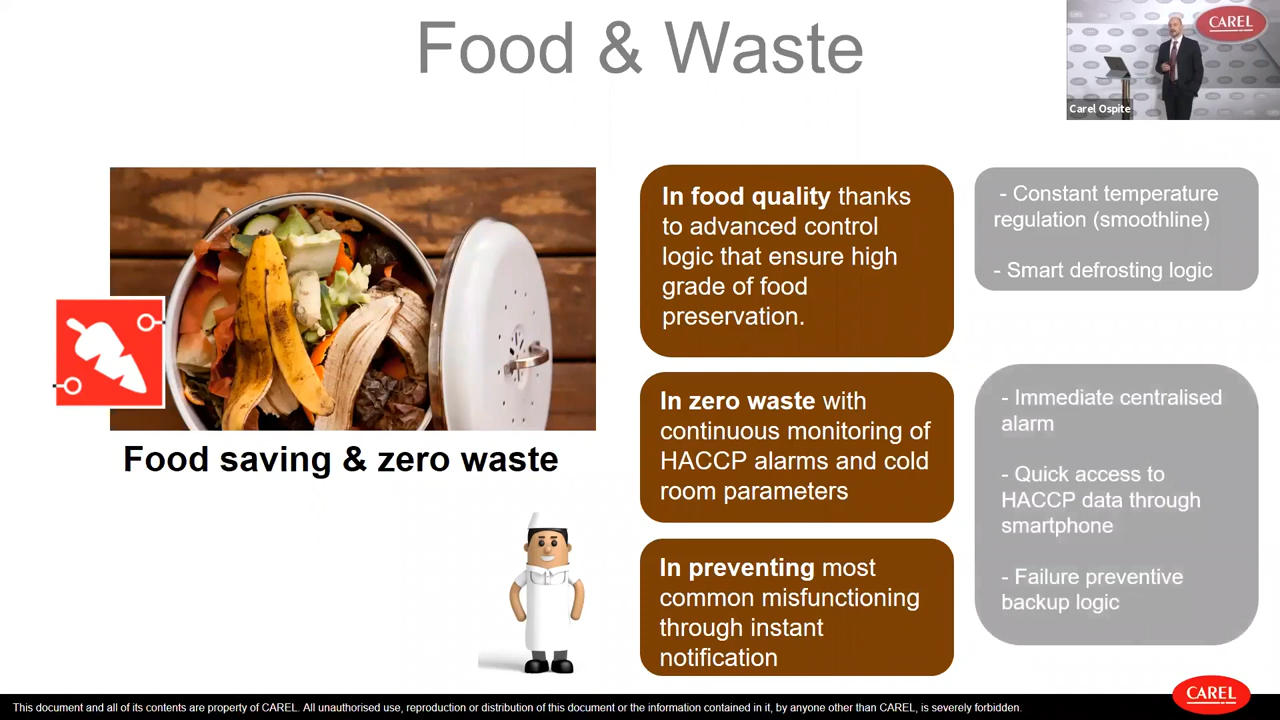 Food & Waste
CAREL
Carel Ospite
In food quality thanks
to advanced control
logic that ensure high
grade of food
preservation.
- Constant temperature
regulation (smoothline)
- Smart defrosting logic
In zero waste with
continuous monitoring of
HACCP alarms and cold
room parameters
- Immediate centralised
alarm
- Quick access to
HACCP data through
smartphone
- Failure preventive
backup logic
Food saving & zero waste
In preventing most
common misfunctioning
through instant
notification
This document and all of its contents are property of CAREL. All unauthorised use, reproduction or distribution of this document or the information contained in it, by anyone other than CAREL, is severely forbidden.
CAREL